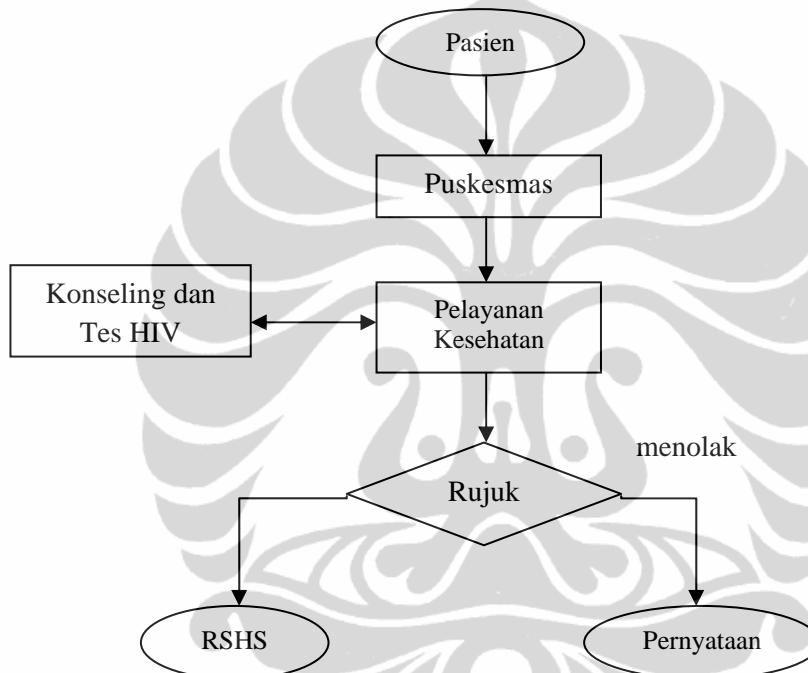 Pasien
Puskesmas
Konseling dan
Tes HIV
Pelayanan
Kesehatan
menolak
Rujuk
RSHS
Pernyataan